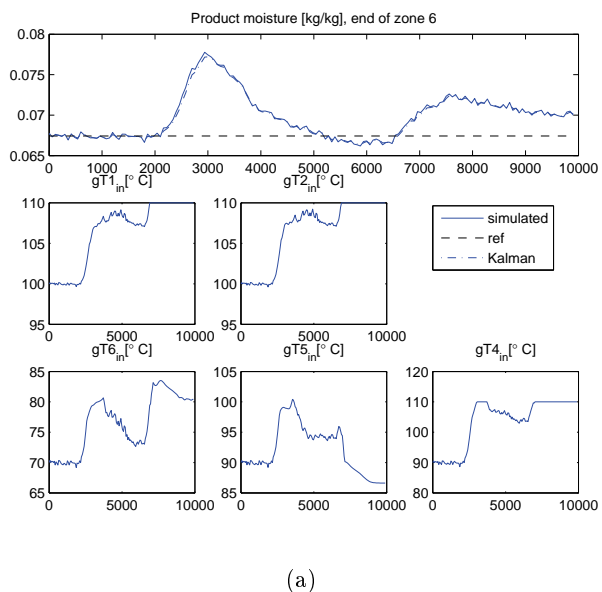 Product moisture [kg/kg], end of zone 6
0.08
0.075
0.07
0.065
0 1000 2000 3000 4000 5000 6000 7000 8000 9000 10000
gT1in[° C] gT2in[° C]
110 110
105 105
100 100
95 95
0 5000 10000 0 5000 10000
simulated
ref
Kalman
gT6in[° C] gT5in[° C] gT4in[° C]
85 105 120
80 100 110
75 95 100
70 90 90
65 85 80
0 5000 10000 0 5000 10000 0 5000 10000
(a)